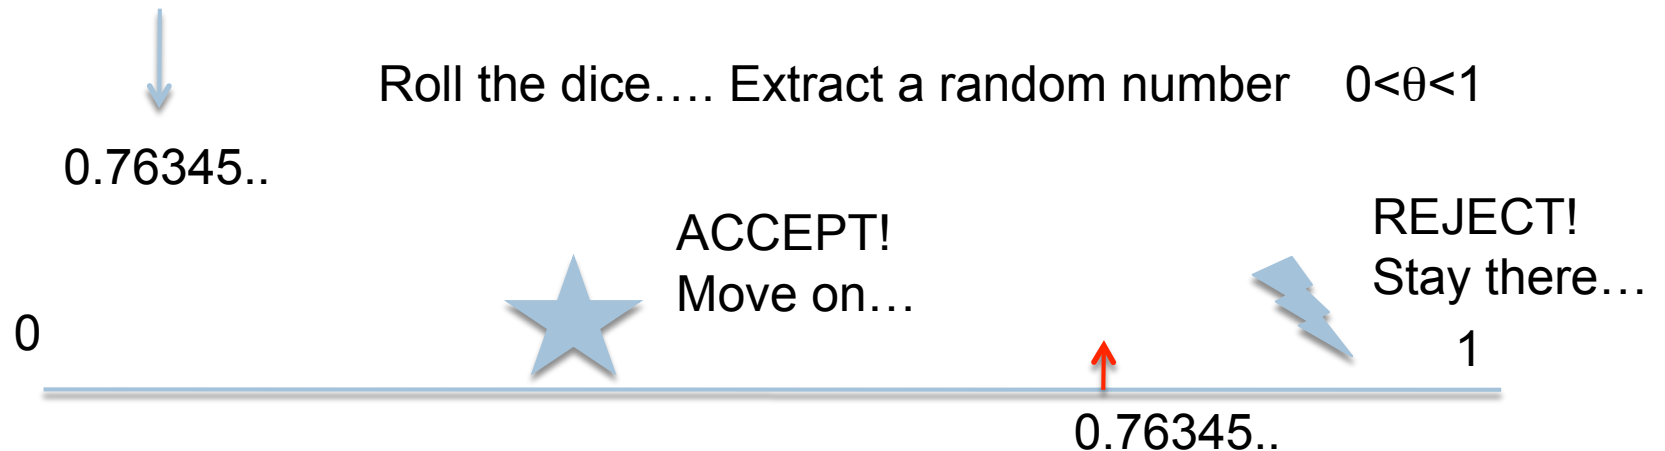 Roll the dice…. Extract a random number 0<θ<1
0.76345..
ACCEPT!
Move on…
REJECT!
Stay there…
0
1
0.76345..